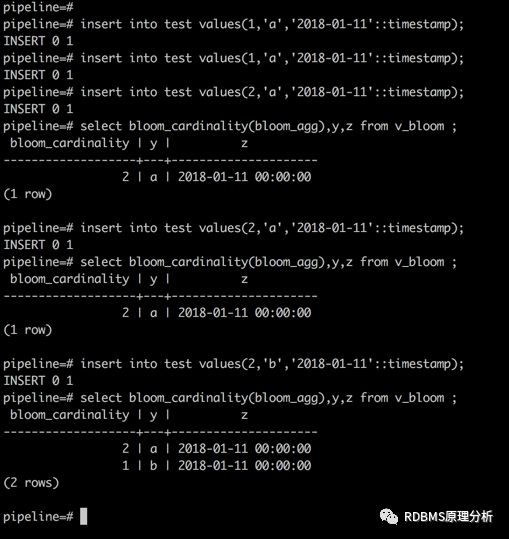 pipeline=#
pipeline=# insert into test values(1,'a','2018-01-11'::timestamp);
INSERT 0 1
pipeline=# insert into test values(1,'a','2018-01-11'::timestamp);
INSERT 0 1
pipeline=# insert into test values(2,'a','2018-01-11'::timestamp);
INSERT 0 1
pipeline=# select bloom_cardinality(bloom_agg),y,z from v_bloom ;
 bloom_cardinality | y |          z
-------------------+---+---------------------
                 2 | a | 2018-01-11 00:00:00
(1 row)

pipeline=# insert into test values(2,'a','2018-01-11'::timestamp);
INSERT 0 1
pipeline=# select bloom_cardinality(bloom_agg),y,z from v_bloom ;
 bloom_cardinality | y |          z
-------------------+---+---------------------
                 2 | a | 2018-01-11 00:00:00
(1 row)

pipeline=# insert into test values(2,'b','2018-01-11'::timestamp);
INSERT 0 1
pipeline=# select bloom_cardinality(bloom_agg),y,z from v_bloom ;
 bloom_cardinality | y |          z
-------------------+---+---------------------
                 2 | a | 2018-01-11 00:00:00
                 1 | b | 2018-01-11 00:00:00
(2 rows)

pipeline=#
RDBMS原理分析